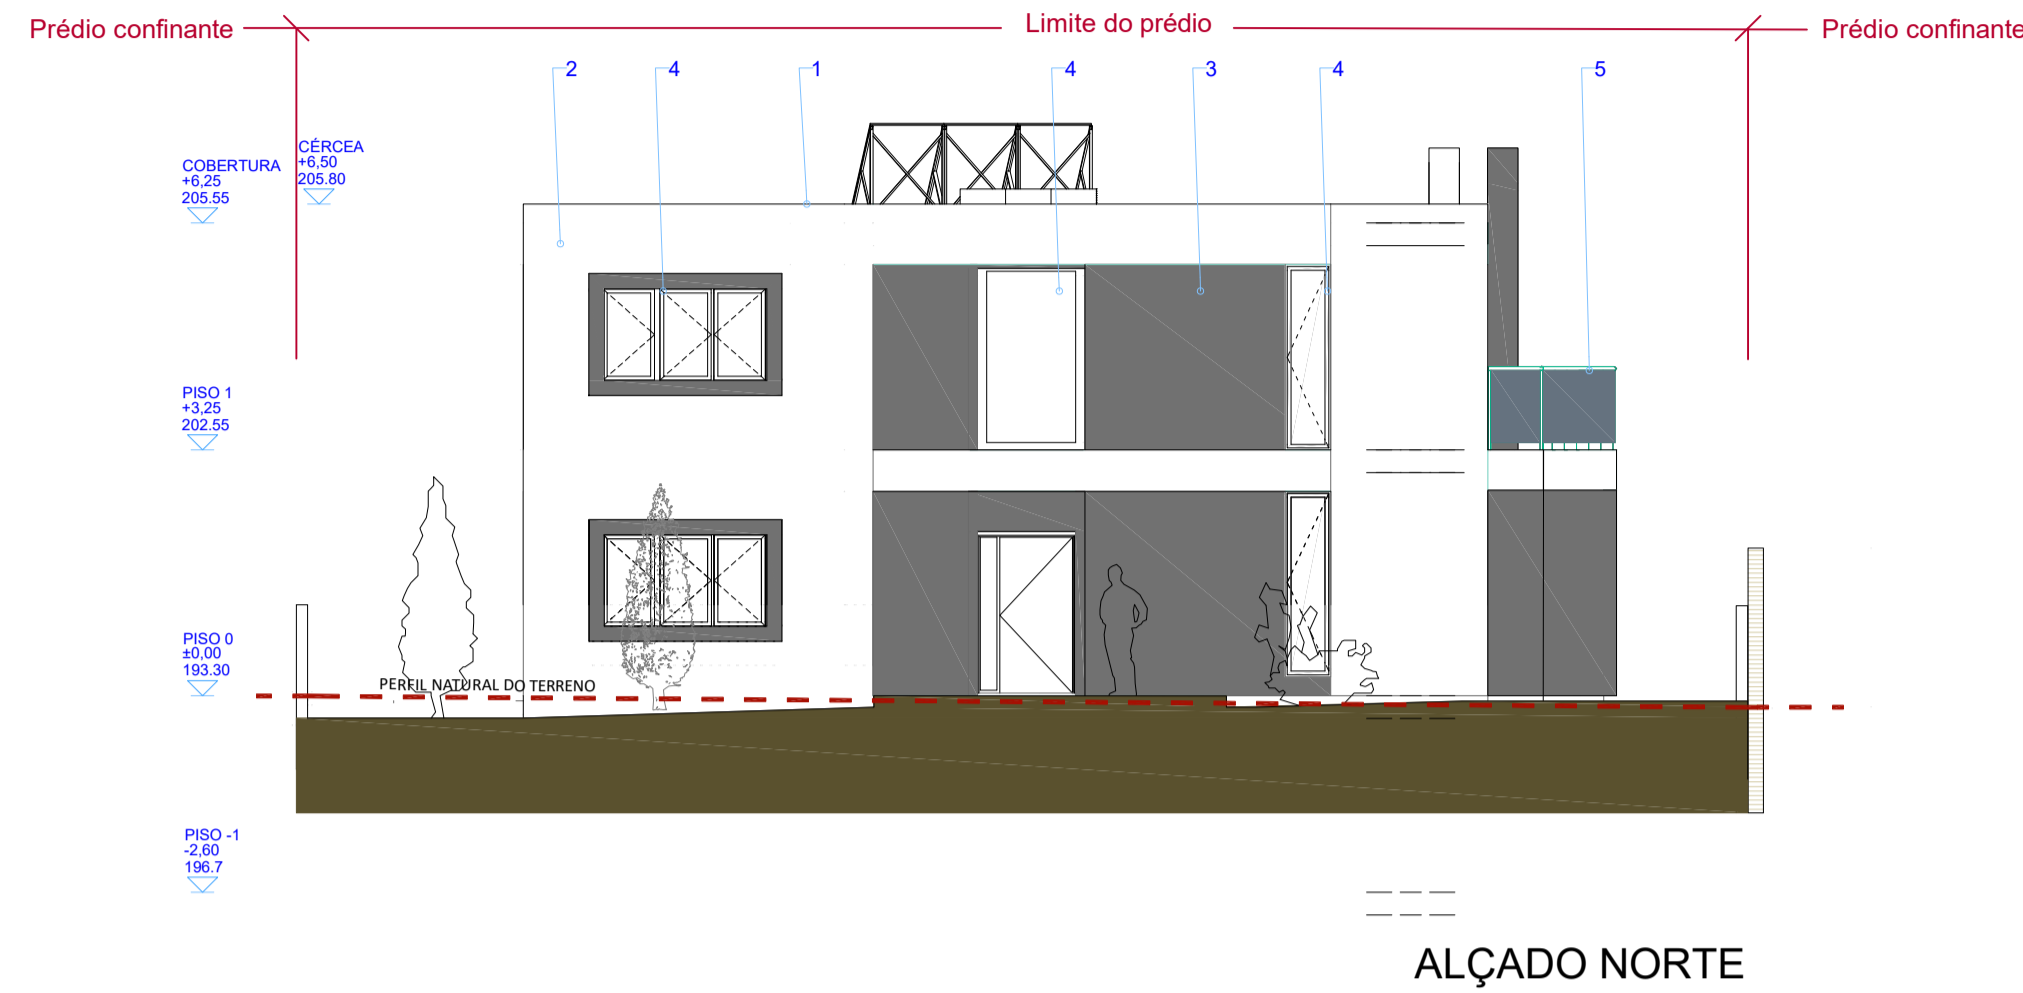 Prédio confinante
Limite do prédio
Prédio confinante
2
4
1
4
3
4
5
CÉRCEA
+6,50
205.80
COBERTURA
+6,25
205.55
PISO 1
+3,25
202.55
PISO 0
±0,00
193.30
PERFIL NATURAL DO TERRENO
PISO -1
-2,60
196.7
ALÇADO NORTE